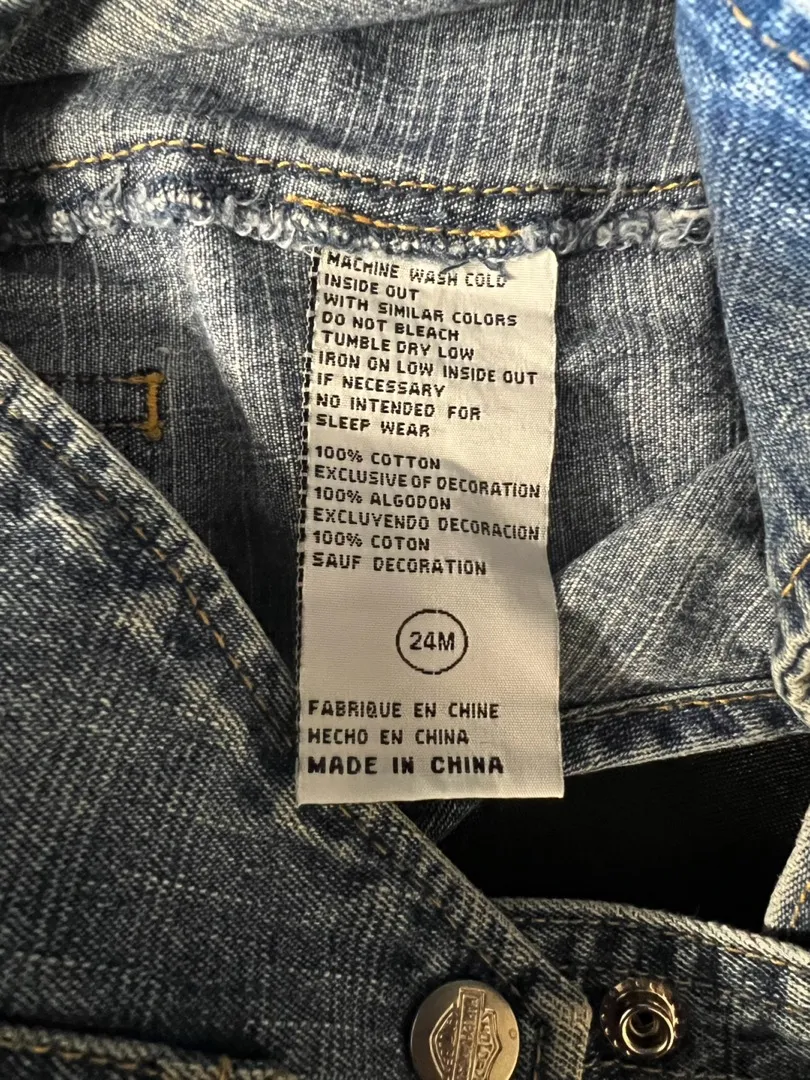 MACHINE WASH COLD
INSIDE OUT
WITH SIMILAR COLORS
DO NOT BLEACH
TUMBLE DRY LOW
IRON ON LOW INSIDE OUT
IF NECESSARY
NO INTENDED FOR
SLEEP WEAR
100% COTTON
EXCLUSIVE OF DECORATION
100% ALGODON
EXCLUYENDO DECORACION
100% COTON
SAUF DECORATION
24M
FABRIQUE EN CHINE
HECHO EN CHINA
MADE IN CHINA